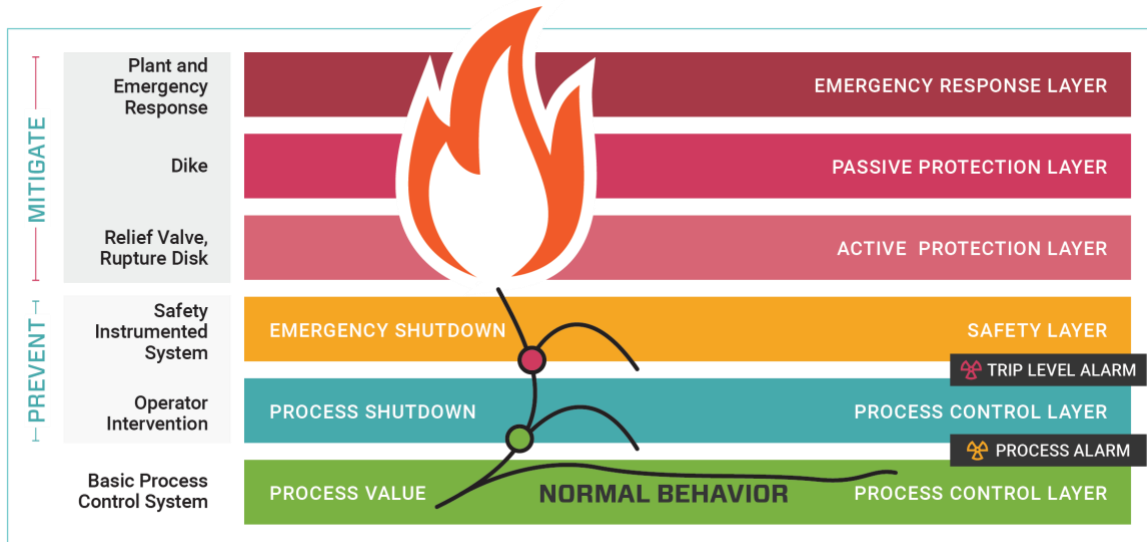 MITIGATE
Plant and
Emergency
Response
EMERGENCY RESPONSE LAYER
Dike
PASSIVE PROTECTION LAYER
Relief Valve,
Rupture Disk
ACTIVE PROTECTION LAYER
PREVENT
Safety
Instrumented
System
EMERGENCY SHUTDOWN
SAFETY LAYER
TRIP LEVEL ALARM
Operator
Intervention
PROCESS SHUTDOWN
PROCESS CONTROL LAYER
PROCESS ALARM
Basic Process
Control System
PROCESS VALUE
NORMAL BEHAVIOR
PROCESS CONTROL LAYER